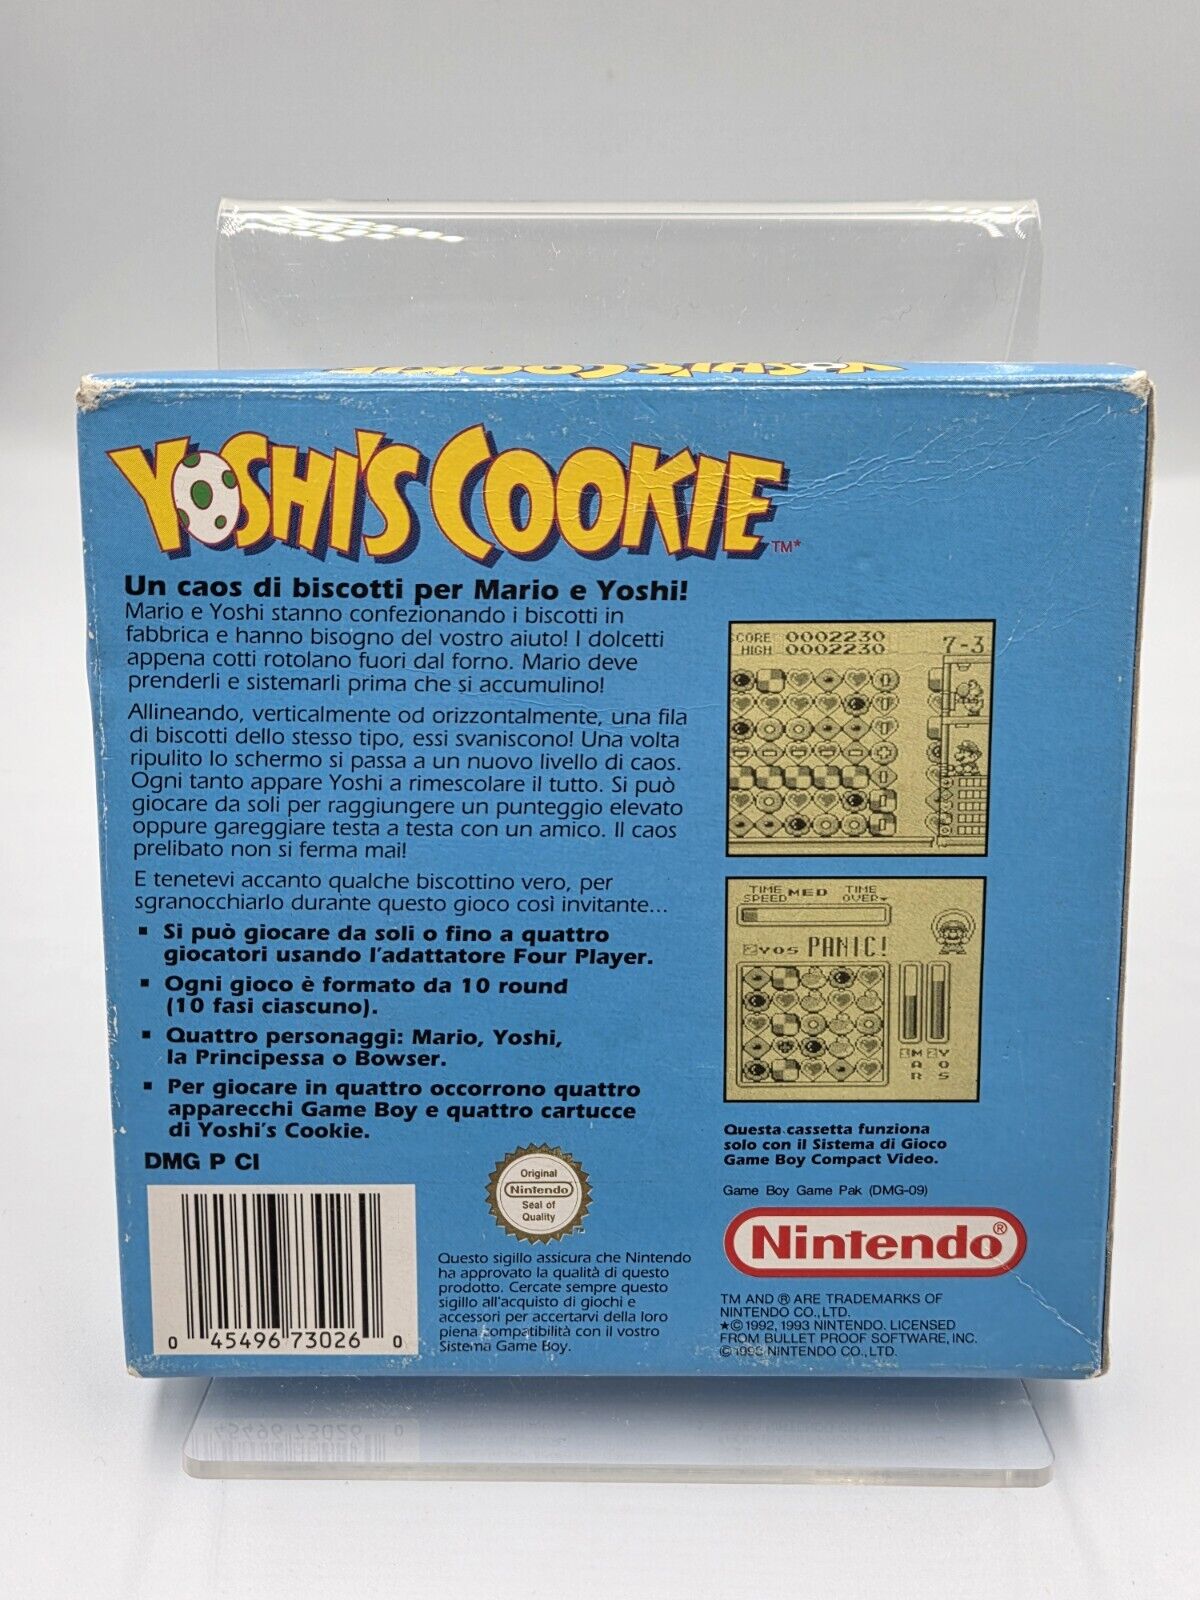 YOSHI'S COOKIE
YOSHI'S COOKIE TM*
Un caos di biscotti per Mario e Yoshi!
Mario e Yoshi stanno confezionando i biscotti in
fabbrica e hanno bisogno del vostro aiuto! I dolcetti
appena cotti rotolano fuori dal forno. Mario deve
prenderli e sistemarli prima che si accumulino!
Allineando, verticalmente od orizzontalmente, una fila
di biscotti dello stesso tipo, essi svaniscono! Una volta
ripulito lo schermo si passa a un nuovo livello di caos.
Ogni tanto appare Yoshi a rimescolare il tutto. Si può
giocare da soli per raggiungere un punteggio elevato
oppure gareggiare testa a testa con un amico. Il caos
prelibato non si ferma mai!
E tenetevi accanto qualche biscottino vero, per
sgranocchiarlo durante questo gioco così invitante...
▪ Si può giocare da soli o fino a quattro
giocatori usando l'adattatore Four Player.
▪ Ogni gioco è formato da 10 round
(10 fasi ciascuno).
▪ Quattro personaggi: Mario, Yoshi,
la Principessa o Bowser.
▪ Per giocare in quattro occorrono quattro
apparecchi Game Boy e quattro cartucce
di Yoshi's Cookie.
DMG P CI
0 45496 73026 0
Original
Nintendo
Seal of
Quality
TM
Questo sigillo assicura che Nintendo
ha approvato la qualità di questo
prodotto. Cercate sempre questo
sigillo all'acquisto di giochi e
accessori per accertarvi della loro
piena compatibilità con il vostro
Sistema Game Boy.
CORE 0002230
HIGH 0002230
7-3
TIME MED TIME
SPEED OVER
2 YOS PANIC!
M Y
A O
R S
Questa cassetta funziona
solo con il Sistema di Gioco
Game Boy Compact Video.
Game Boy Game Pak (DMG-09)
Nintendo®
TM AND ® ARE TRADEMARKS OF
NINTENDO CO., LTD.
★© 1992, 1993 NINTENDO. LICENSED
FROM BULLET PROOF SOFTWARE, INC.
© 1993 NINTENDO CO., LTD.